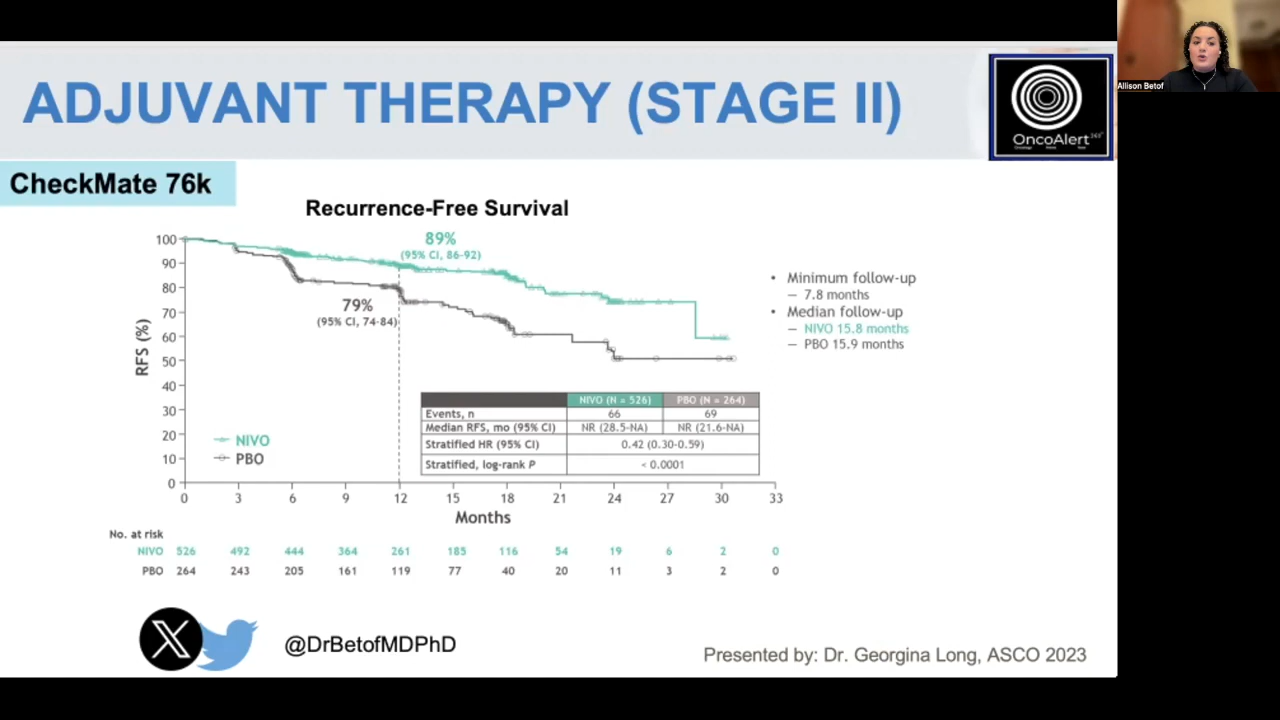 ADJUVANT THERAPY (STAGE II)
OncoAlert
Allison Betof
CheckMate 76k
Recurrence-Free Survival
RFS (%)
100
90
80
70
60
50
40
30
20
10
0
89%
(95% CI, 86-92)
79%
(95% CI, 74-84)
NIVO
PBO
NIVO (N = 526) PBO (N = 264)
Events, n 66 69
Median RFS, mo (95% CI) NR (28.5-NA) NR (21.6-NA)
Stratified HR (95% CI) 0.42 (0.30-0.59)
Stratified, log-rank P < 0.0001
0 3 6 9 12 15 18 21 24 27 30 33
Months
No. at risk
NIVO 526 492 444 364 261 185 116 54 19 6 2 0
PBO 264 243 205 161 119 77 40 20 11 3 2 0
• Minimum follow-up
– 7.8 months
• Median follow-up
– NIVO 15.8 months
– PBO 15.9 months
@DrBetofMDPhD
Presented by: Dr. Georgina Long, ASCO 2023